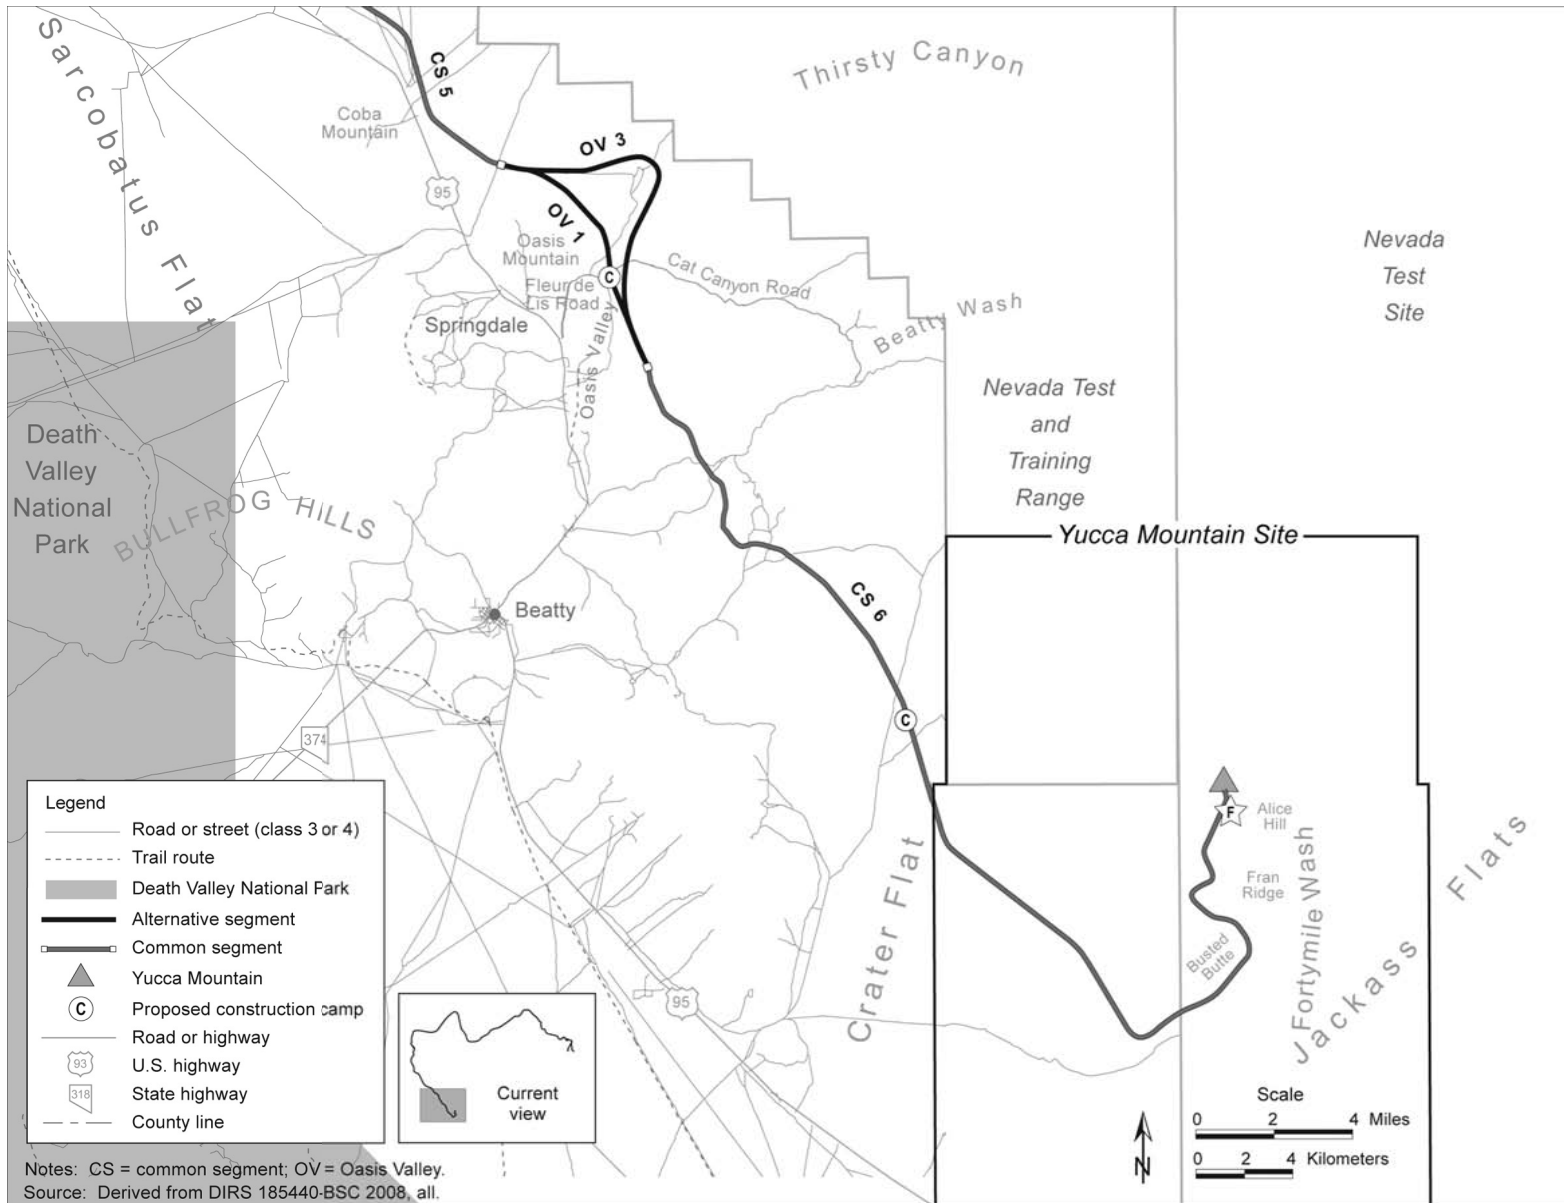 Sarcobatus Flat
CS 5
Thirsty Canyon
Coba
Mountain
OV 3
95
OV 1
Oasis
Mountain
Cat Canyon Road
Nevada
Test
Site
C
Fleur de
Lis Road
Beatty Wash
Springdale
Oasis Valley
Nevada Test
and
Training
Range
Death
Valley
National
Park
BULLFROG HILLS
Yucca Mountain Site
Beatty
CS 6
C
374
F
Alice
Hill
Fran
Ridge
Fortymile Wash
Jackass Flats
Busted
Butte
Crater Flat
95
Legend
Road or street (class 3 or 4)
Trail route
Death Valley National Park
Alternative segment
Common segment
Yucca Mountain
C Proposed construction camp
Road or highway
93 U.S. highway
318 State highway
County line
Current
view
N
Scale
0 2 4 Miles
0 2 4 Kilometers
Notes: CS = common segment; OV = Oasis Valley.
Source: Derived from DIRS 185440-BSC 2008, all.